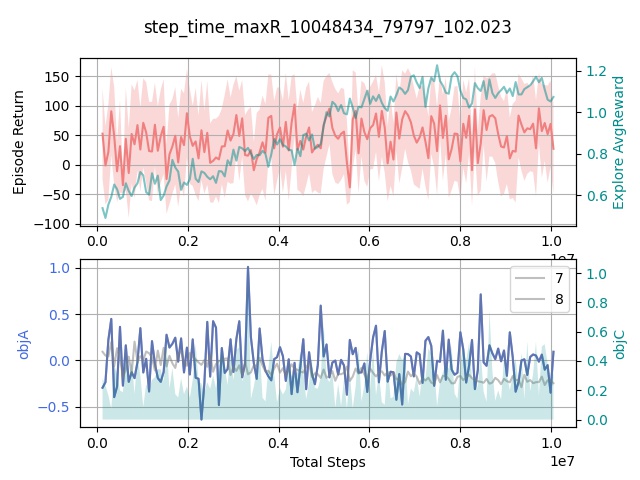 step_time_maxR_10048434_79797_102.023
Episode Return
150
100
50
0
−50
−100
1.2
1.0
0.8
0.6
Explore AvgReward
0.0 0.2 0.4 0.6 0.8 1.0
1e7
objA
1.0
0.5
0.0
−0.5
7
8
1.0
0.8
0.6
0.4
0.2
0.0
objC
0.0 0.2 0.4 0.6 0.8 1.0
Total Steps
1e7